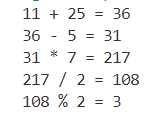 11 + 25 = 36
36 - 5 = 31
31 * 7 = 217
217 / 2 = 108
108 % 2 = 3